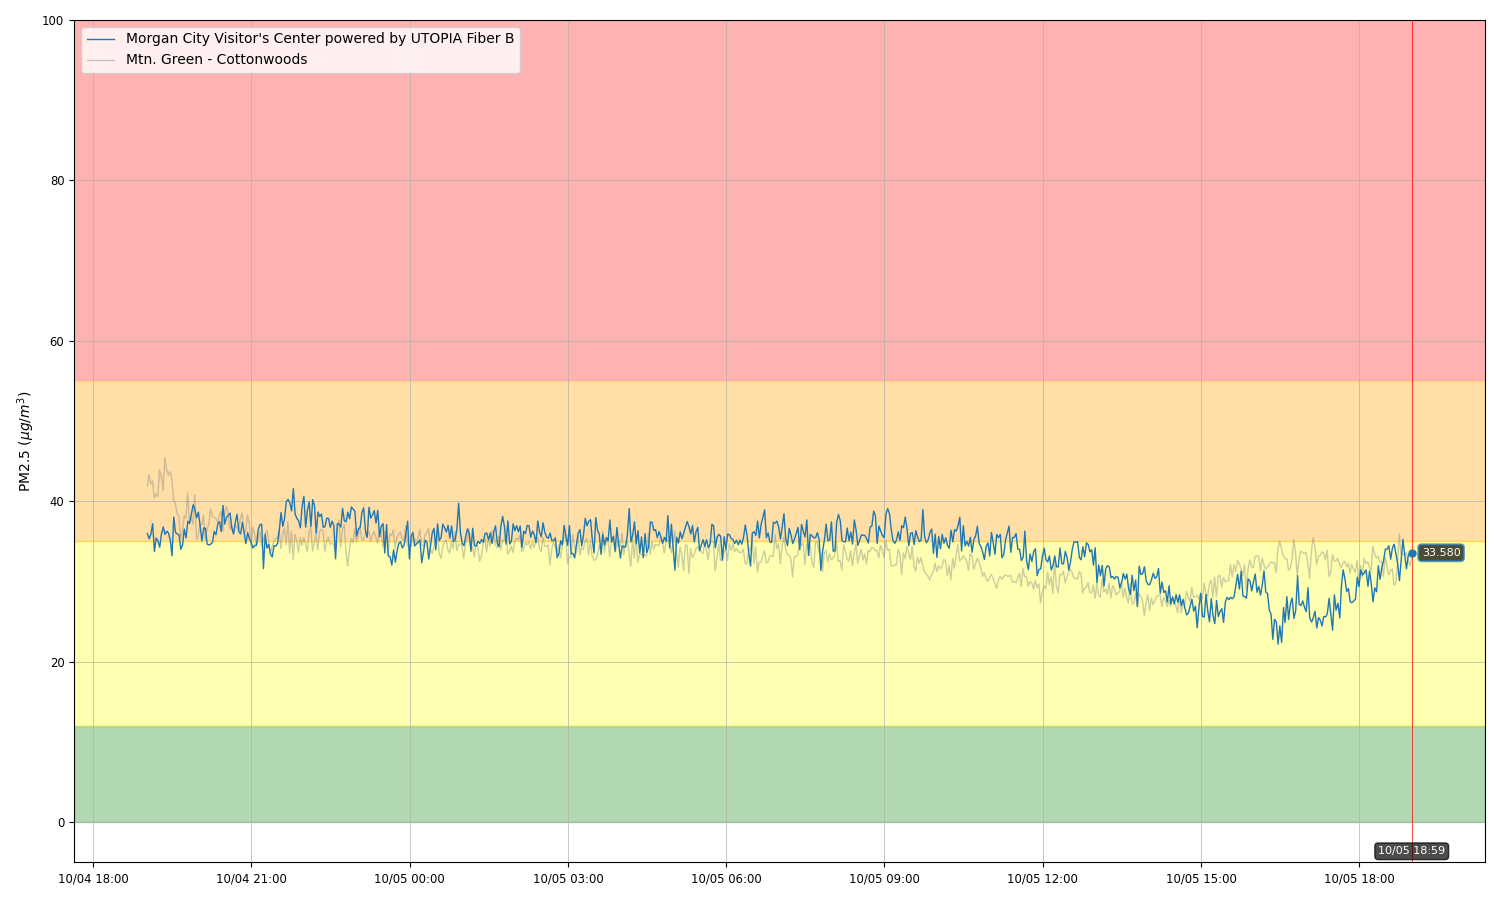 100
Morgan City Visitor's Center powered by UTOPIA Fiber B
Mtn. Green - Cottonwoods
80
60
PM2.5 (μg/m³)
40
33.580
20
0
10/05 18:59
10/04 18:00 10/04 21:00 10/05 00:00 10/05 03:00 10/05 06:00 10/05 09:00 10/05 12:00 10/05 15:00 10/05 18:00